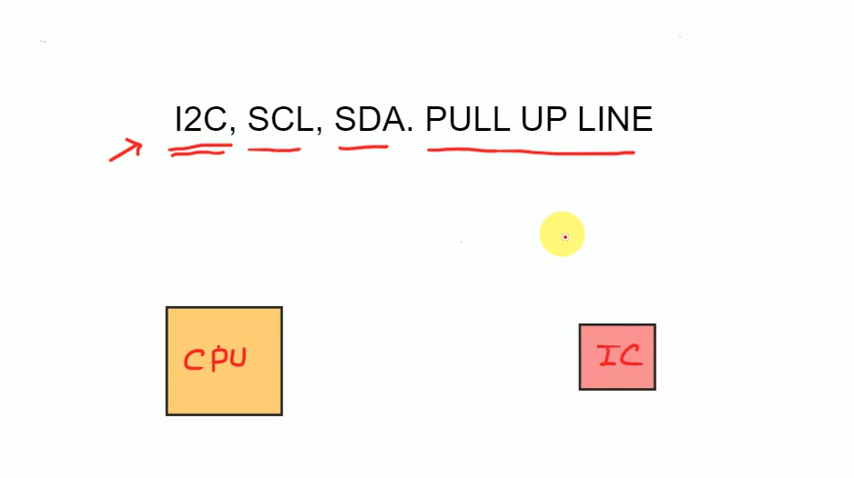 I2C, SCL, SDA. PULL UP LINE
CPU
IC